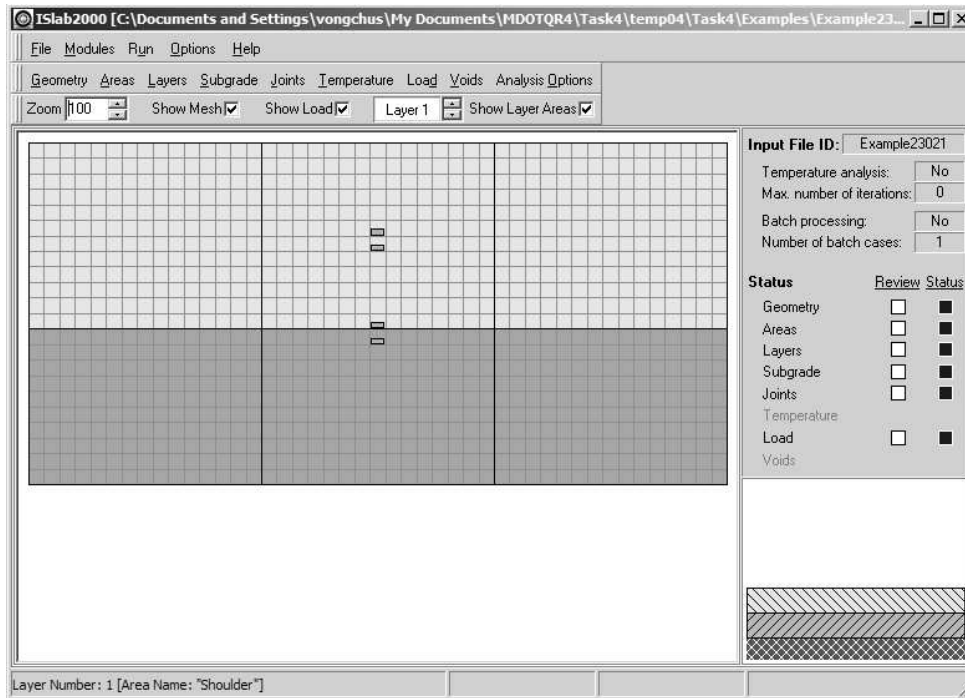 ISlab2000 [C:\Documents and Settings\vongchus\My Documents\MDOTQR4\Task4\temp04\Task4\Examples\Example23...
File Modules Run Options Help
Geometry Areas Layers Subgrade Joints Temperature Load Voids Analysis Options
Zoom 100 Show Mesh Show Load Layer 1 Show Layer Areas
Input File ID: Example23021
Temperature analysis: No
Max. number of iterations: 0
Batch processing: No
Number of batch cases: 1
Status Review Status
Geometry
Areas
Layers
Subgrade
Joints
Temperature
Load
Voids
Layer Number: 1 [Area Name: "Shoulder"]